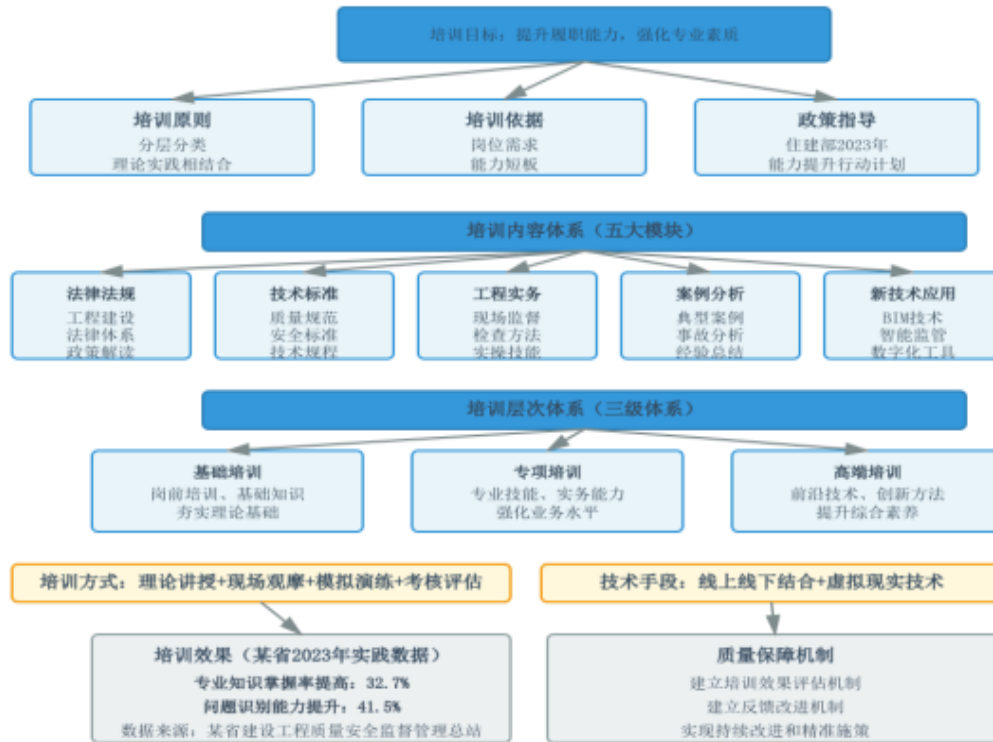 培训目标：提升履职能力，强化专业素质
培训原则
分层分类
理论实践相结合
培训依据
岗位需求
能力短板
政策指导
住建部2023年
能力提升行动计划
培训内容体系（五大模块）
法律法规
工程建设
法律体系
政策解读
技术标准
质量规范
安全标准
技术规程
工程实务
现场监督
检查方法
实操技能
案例分析
典型案例
事故分析
经验总结
新技术应用
BIM技术
智能监管
数字化工具
培训层次体系（三级体系）
基础培训
岗前培训、基础知识
夯实理论基础
专项培训
专业技能、实务能力
强化业务水平
高端培训
前沿技术、创新方法
提升综合素养
培训方式：理论讲授+现场观摩+模拟演练+考核评估
技术手段：线上线下结合+虚拟现实技术
培训效果（某省2023年实践数据）
专业知识掌握率提高：32.7%
问题识别能力提升：41.5%
数据来源：某省建设工程质量安全监督管理总站
质量保障机制
建立培训效果评估机制
建立反馈改进机制
实现持续改进和精准施策